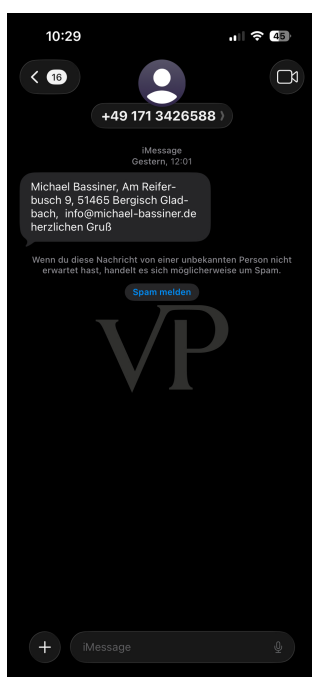 10:29
45
16
+49 171 3426588
iMessage
Gestern, 12:01
Michael Bassiner, Am Reifer-
busch 9, 51465 Bergisch Glad-
bach,  info@michael-bassiner.de
herzlichen Gruß
Wenn du diese Nachricht von einer unbekannten Person nicht
erwartet hast, handelt es sich möglicherweise um Spam.
Spam melden
VP
iMessage